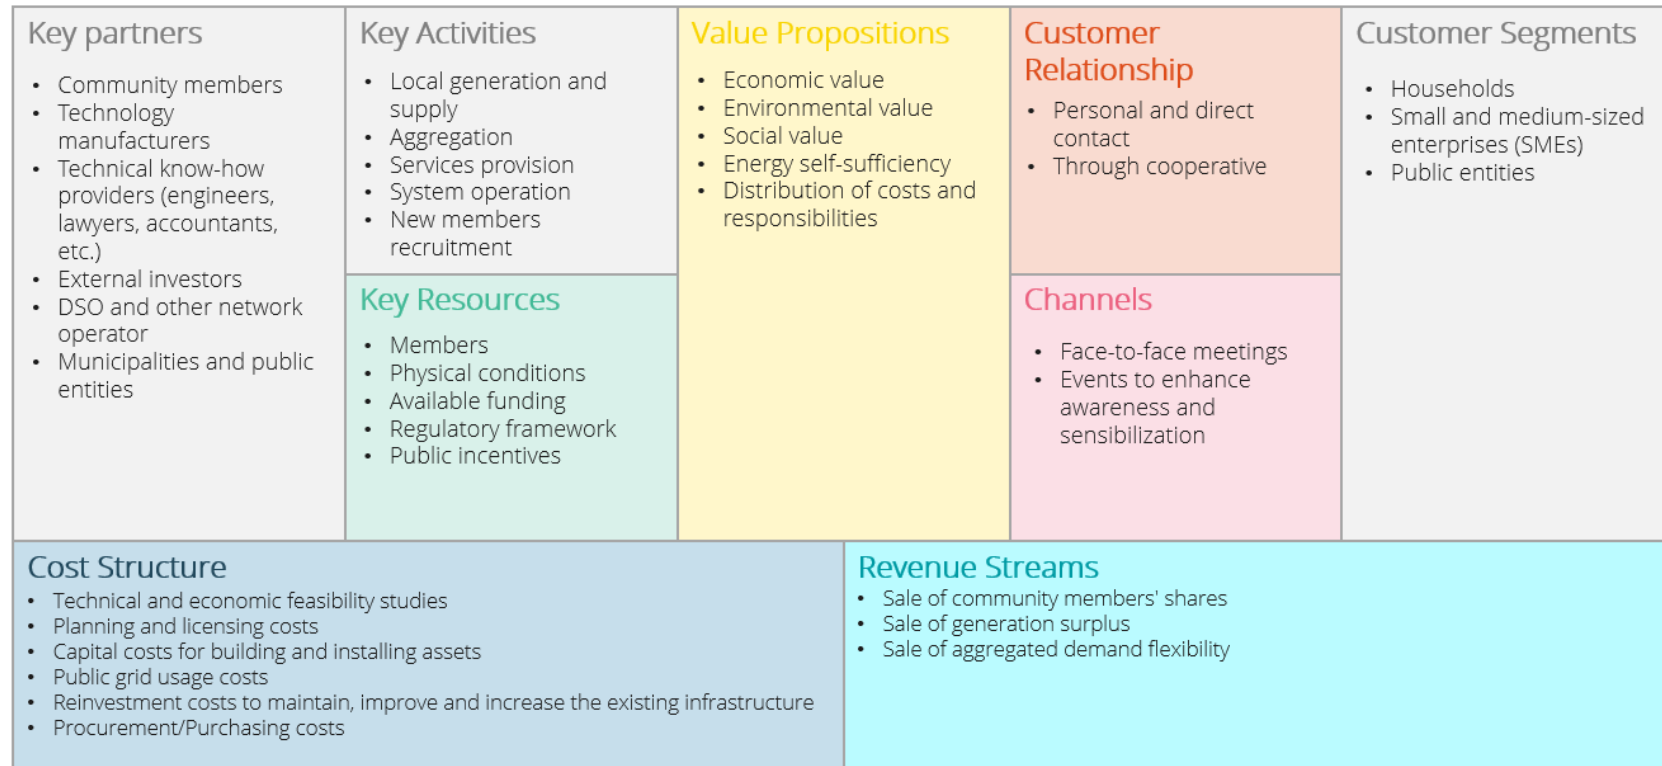 Key partners
• Community members
• Technology
manufacturers
• Technical know-how
providers (engineers,
lawyers, accountants,
etc.)
• External investors
• DSO and other network
operator
• Municipalities and public
entities
Key Activities
• Local generation and
supply
• Aggregation
• Services provision
• System operation
• New members
recruitment
Key Resources
• Members
• Physical conditions
• Available funding
• Regulatory framework
• Public incentives
Value Propositions
• Economic value
• Environmental value
• Social value
• Energy self-sufficiency
• Distribution of costs and
responsibilities
Customer
Relationship
• Personal and direct
contact
• Through cooperative
Channels
• Face-to-face meetings
• Events to enhance
awareness and
sensibilization
Customer Segments
• Households
• Small and medium-sized
enterprises (SMEs)
• Public entities
Cost Structure
• Technical and economic feasibility studies
• Planning and licensing costs
• Capital costs for building and installing assets
• Public grid usage costs
• Reinvestment costs to maintain, improve and increase the existing infrastructure
• Procurement/Purchasing costs
Revenue Streams
• Sale of community members' shares
• Sale of generation surplus
• Sale of aggregated demand flexibility